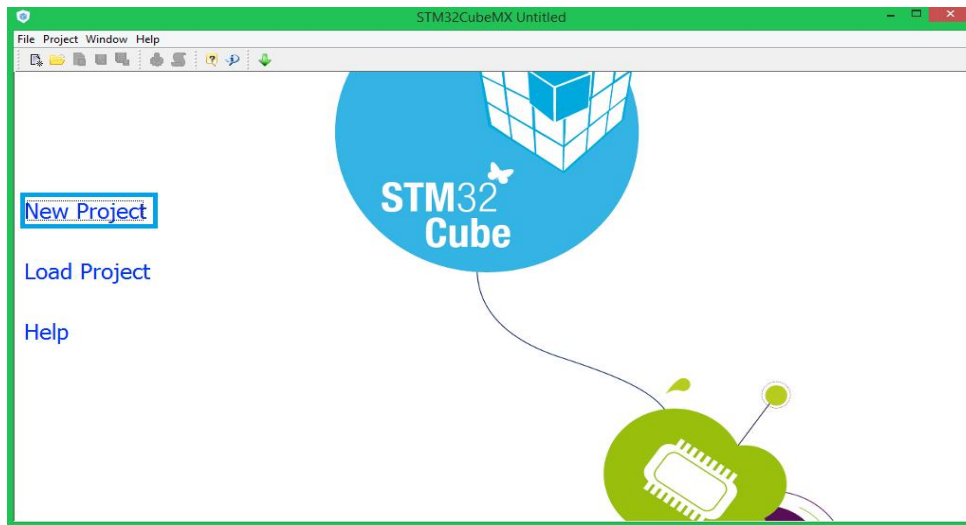 STM32CubeMX Untitled
File Project Window Help
STM32
Cube
New Project
Load Project
Help